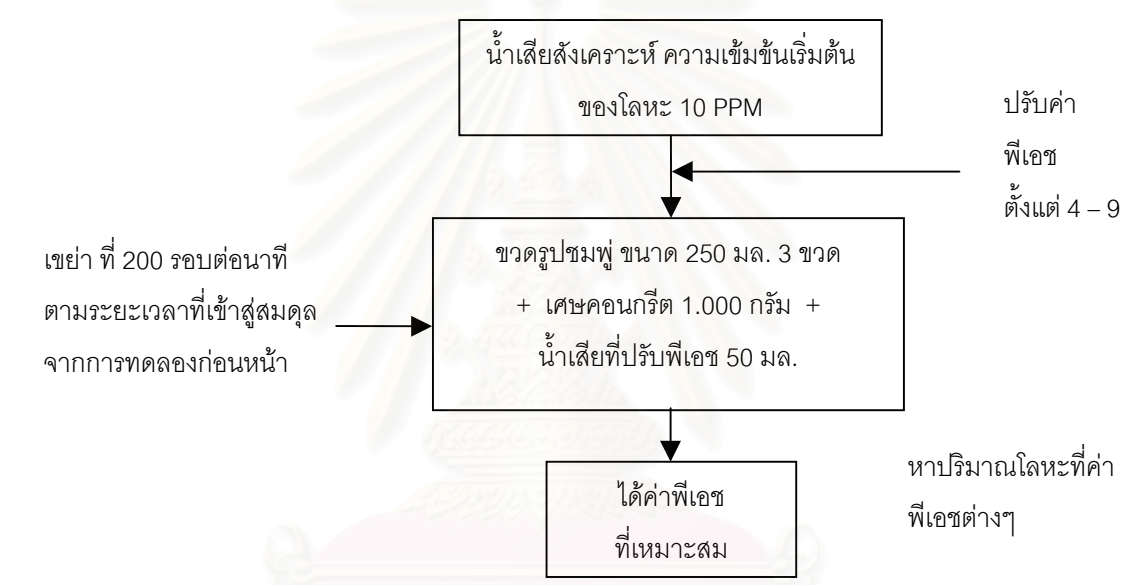 น้ำเสียสังเคราะห์ ความเข้มข้นเริ่มต้น
ของโลหะ 10 PPM
ปรับค่า
พีเอช
ตั้งแต่ 4 – 9
เขย่า ที่ 200 รอบต่อนาที
ตามระยะเวลาที่เข้าสู่สมดุล
จากการทดลองก่อนหน้า
ขวดรูปชมพู่ ขนาด 250 มล. 3 ขวด
+ เศษคอนกรีต 1.000 กรัม +
น้ำเสียที่ปรับพีเอช 50 มล.
หาปริมาณโลหะที่ค่า
พีเอชต่างๆ
ได้ค่าพีเอช
ที่เหมาะสม